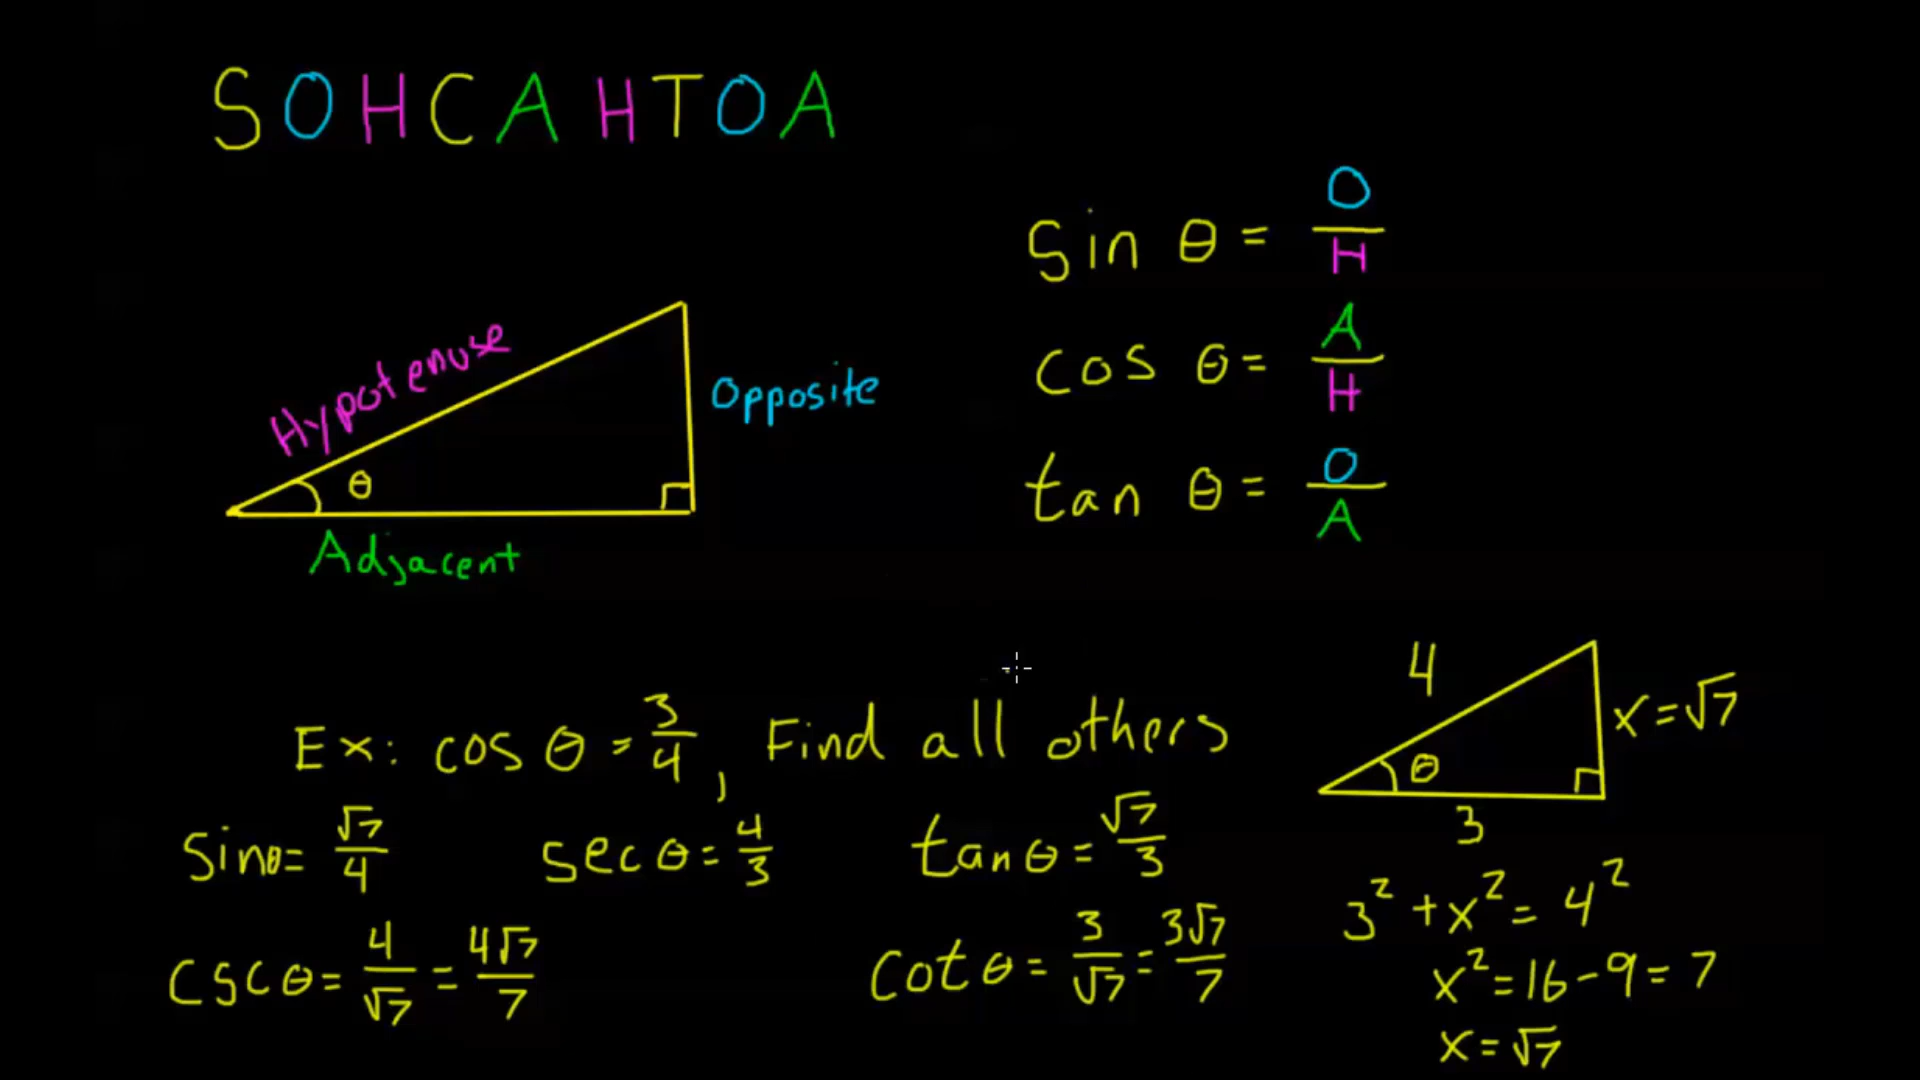 SOHCAHTOA
Hypotenuse
Opposite
θ
Adjacent
sin θ = O/H
cos θ = A/H
tan θ = O/A
Ex: cos θ = 3/4, Find all others
sinθ = √7/4
secθ = 4/3
tanθ = √7/3
cscθ = 4/√7 = 4√7/7
cotθ = 3/√7 = 3√7/7
4
x = √7
θ
3
3² + x² = 4²
x² = 16 - 9 = 7
x = √7